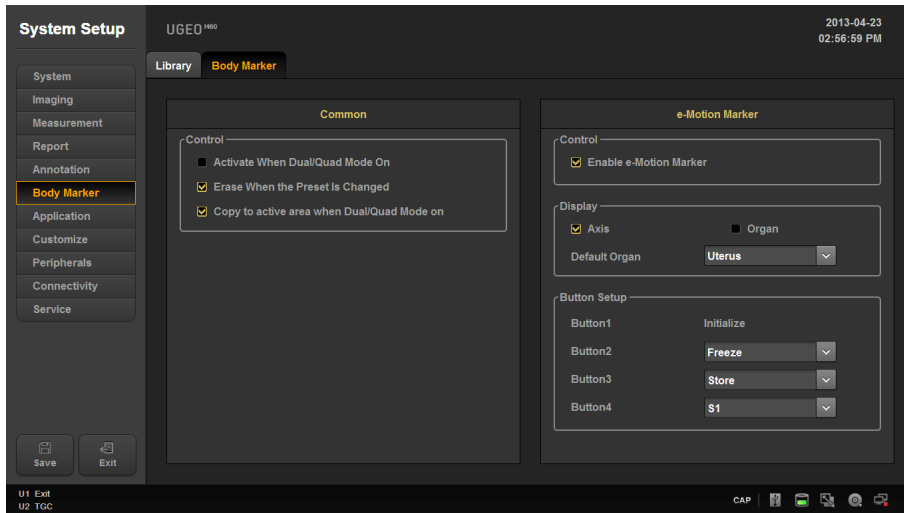 System Setup
UGEO H60
2013-04-23
02:56:59 PM
Library
Body Marker
System
Imaging
Measurement
Report
Annotation
Body Marker
Application
Customize
Peripherals
Connectivity
Service
Save
Exit
Common
Control
Activate When Dual/Quad Mode On
Erase When the Preset Is Changed
Copy to active area when Dual/Quad Mode on
e-Motion Marker
Control
Enable e-Motion Marker
Display
Axis
Organ
Default Organ
Uterus
Button Setup
Button1
Initialize
Button2
Freeze
Button3
Store
Button4
S1
U1 Exit
U2 TGC
CAP